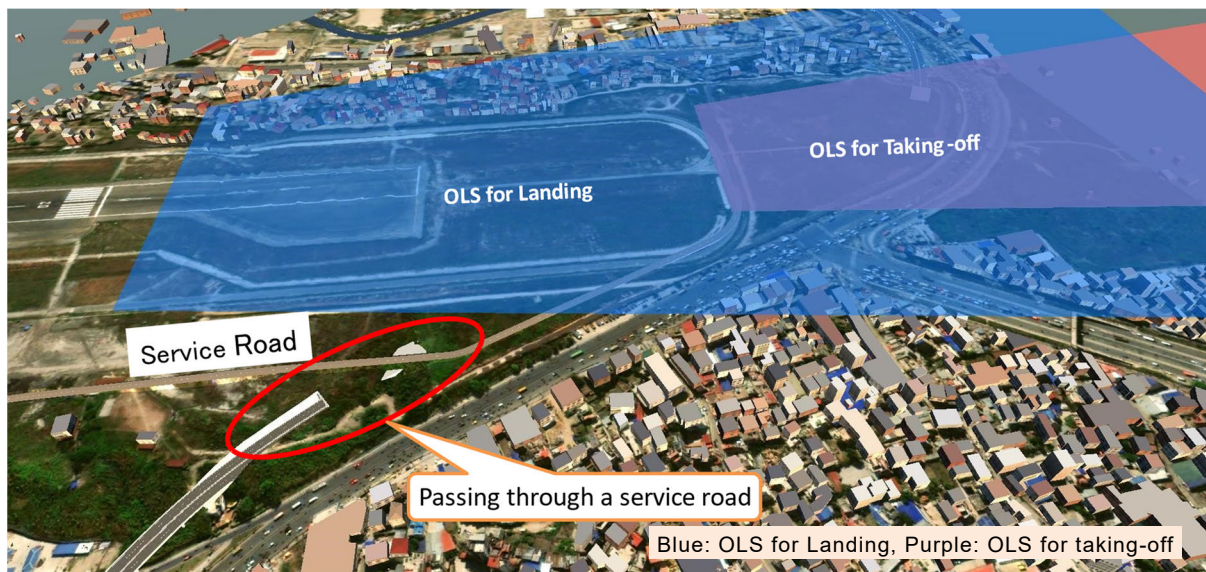 OLS for Taking-off
OLS for Landing
Service Road
Passing through a service road
Blue: OLS for Landing, Purple: OLS for taking-off